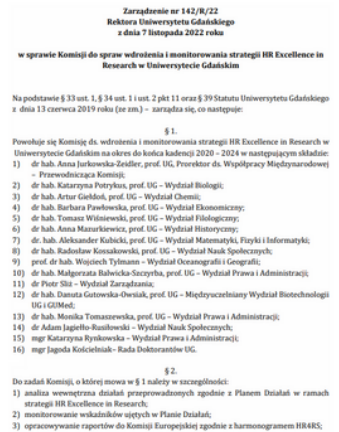 Zarządzenie nr 142/R/22
Rektora Uniwersytetu Gdańskiego
z dnia 7 listopada 2022 roku
w sprawie Komisji do spraw wdrożenia i monitorowania strategii HR Excellence in
Research w Uniwersytecie Gdańskim
Na podstawie § 33 ust. 1, § 34 ust. 1 i ust. 2 pkt 11 oraz § 39 Statutu Uniwersytetu Gdańskiego
z dnia 13 czerwca 2019 roku (ze zm.) – zarządza się, co następuje:
§ 1.
Powołuje się Komisję ds. wdrożenia i monitorowania strategii HR Excellence in Research w
Uniwersytecie Gdańskim na okres do końca kadencji 2020 – 2024 w następującym składzie:
1) dr hab. Anna Jurkowska-Zeidler, prof. UG, Prorektor ds. Współpracy Międzynarodowej
– Przewodnicząca Komisji;
2) dr hab. Katarzyna Potrykus, prof. UG – Wydział Biologii;
3) dr hab. Artur Giełdoń, prof. UG – Wydział Chemii;
4) dr hab. Barbara Pawłowska, prof. UG – Wydział Ekonomiczny;
5) dr hab. Tomasz Wiśniewski, prof. UG – Wydział Filologiczny;
6) dr hab. Anna Mazurkiewicz, prof. UG – Wydział Historyczny;
7) dr. hab. Aleksander Kubicki, prof. UG – Wydział Matematyki, Fizyki i Informatyki;
8) dr hab. Radosław Kossakowski, prof. UG – Wydział Nauk Społecznych;
9) prof. dr hab. Wojciech Tylmann – Wydział Oceanografii i Geografii;
10) dr hab. Małgorzata Balwicka-Szczyrba, prof. UG – Wydział Prawa i Administracji;
11) dr Piotr Sliż – Wydział Zarządzania;
12) dr hab. Danuta Gutowska-Owsiak, prof. UG – Międzyuczelniany Wydział Biotechnologii
UG i GUMed;
13) dr hab. Monika Tomaszewska, prof. UG – Wydział Prawa i Administracji;
14) dr Adam Jagiełło-Rusiłowski – Wydział Nauk Społecznych;
15) mgr Katarzyna Rynkowska – Wydział Prawa i Administracji;
16) mgr Jagoda Kościelniak– Rada Doktorantów UG.
§ 2.
Do zadań Komisji, o której mowa w § 1 należy w szczególności:
1) analiza wewnętrzna działań przeprowadzonych zgodnie z Planem Działań w ramach
strategii HR Excellence in Research;
2) monitorowanie wskaźników ujętych w Planie Działań;
3) opracowywanie raportów do Komisji Europejskiej zgodnie z harmonogramem HR4RS;